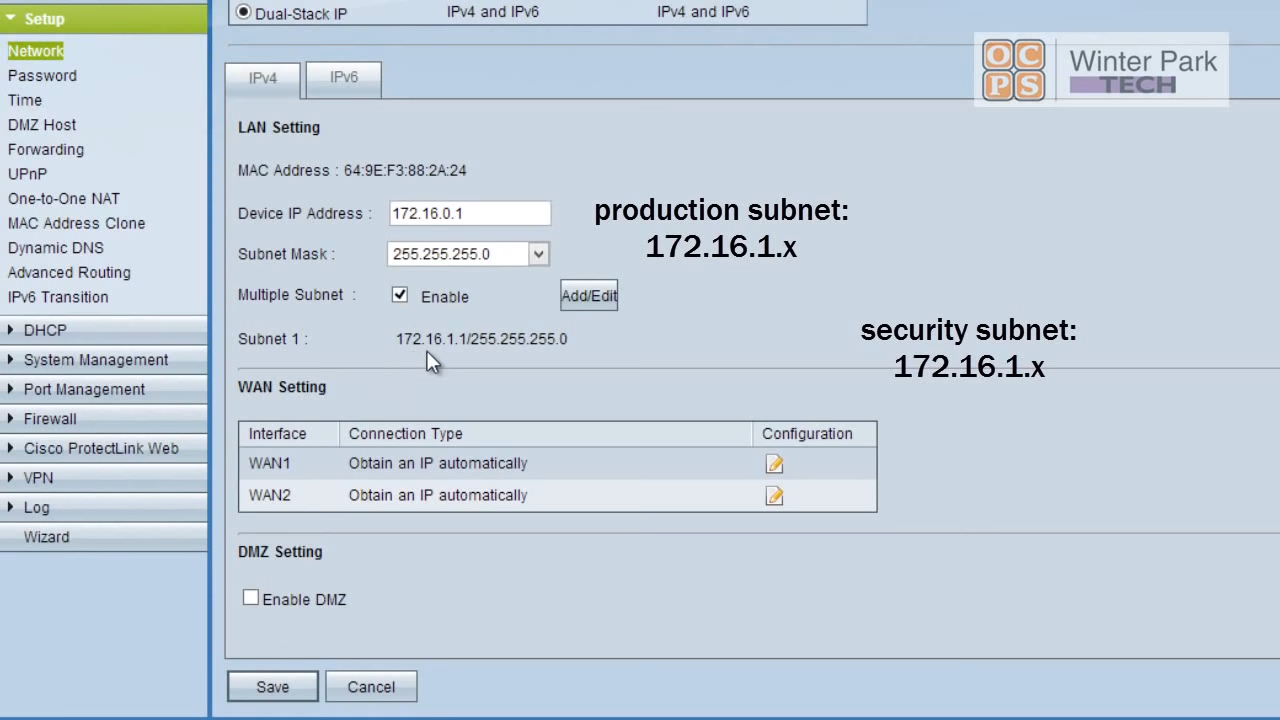 Setup
Network
Password
Time
DMZ Host
Forwarding
UPnP
One-to-One NAT
MAC Address Clone
Dynamic DNS
Advanced Routing
IPv6 Transition
DHCP
System Management
Port Management
Firewall
Cisco ProtectLink Web
VPN
Log
Wizard
Dual-Stack IP IPv4 and IPv6 IPv4 and IPv6
OC
PS
Winter Park
TECH
IPv4 IPv6
LAN Setting
MAC Address : 64:9E:F3:88:2A:24
Device IP Address : 172.16.0.1
Subnet Mask : 255.255.255.0
Multiple Subnet : Enable Add/Edit
Subnet 1 : 172.16.1.1/255.255.255.0
production subnet:
172.16.1.x
security subnet:
172.16.1.x
WAN Setting
Interface Connection Type Configuration
WAN1 Obtain an IP automatically
WAN2 Obtain an IP automatically
DMZ Setting
Enable DMZ
Save Cancel